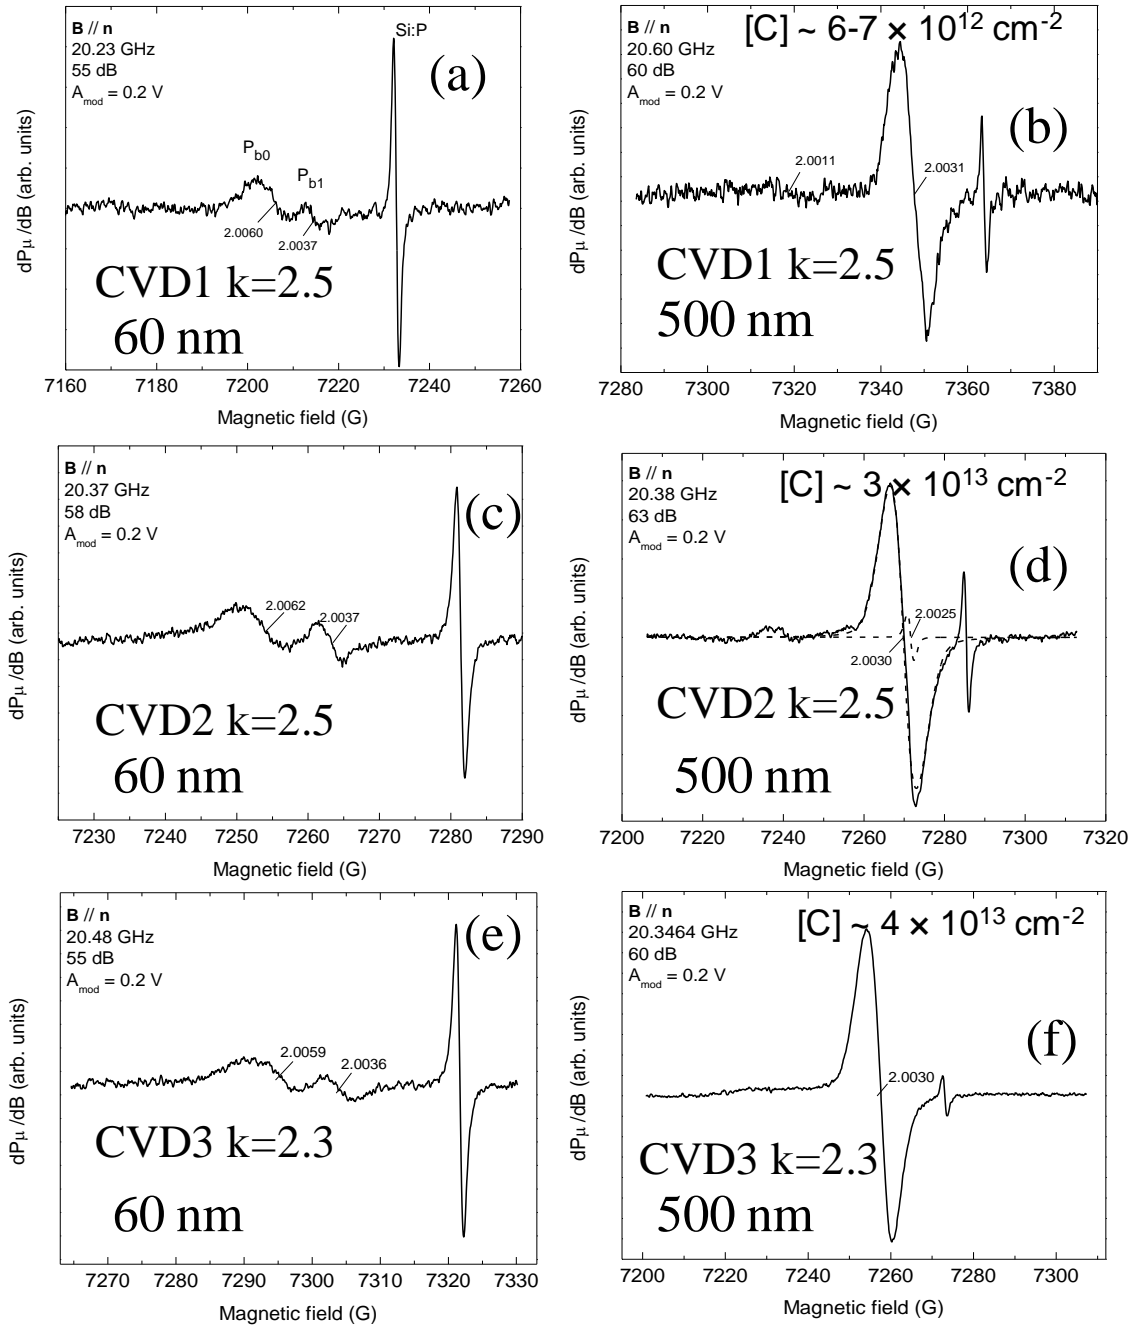 B // n
20.23 GHz
55 dB
Amod = 0.2 V
Si:P
(a)
Pb0
Pb1
2.0060
2.0037
CVD1 k=2.5
60 nm
dPμ /dB (arb. units)
7160 7180 7200 7220 7240 7260
Magnetic field (G)
B // n
20.60 GHz
60 dB
Amod = 0.2 V
[C] ~ 6-7 × 10^12 cm^-2
(b)
2.0011
2.0031
CVD1 k=2.5
500 nm
dPμ /dB (arb. units)
7280 7300 7320 7340 7360 7380
Magnetic field (G)
B // n
20.37 GHz
58 dB
Amod = 0.2 V
(c)
2.0062
2.0037
CVD2 k=2.5
60 nm
dPμ /dB (arb. units)
7230 7240 7250 7260 7270 7280 7290
Magnetic field (G)
B // n
20.38 GHz
63 dB
Amod = 0.2 V
[C] ~ 3 × 10^13 cm^-2
(d)
2.0025
2.0030
CVD2 k=2.5
500 nm
dPμ /dB (arb. units)
7200 7220 7240 7260 7280 7300 7320
Magnetic field (G)
B // n
20.48 GHz
55 dB
Amod = 0.2 V
(e)
2.0059
2.0036
CVD3 k=2.3
60 nm
dPμ /dB (arb. units)
7270 7280 7290 7300 7310 7320 7330
Magnetic field (G)
B // n
20.3464 GHz
60 dB
Amod = 0.2 V
[C] ~ 4 × 10^13 cm^-2
(f)
2.0030
CVD3 k=2.3
500 nm
dPμ /dB (arb. units)
7200 7220 7240 7260 7280 7300
Magnetic field (G)